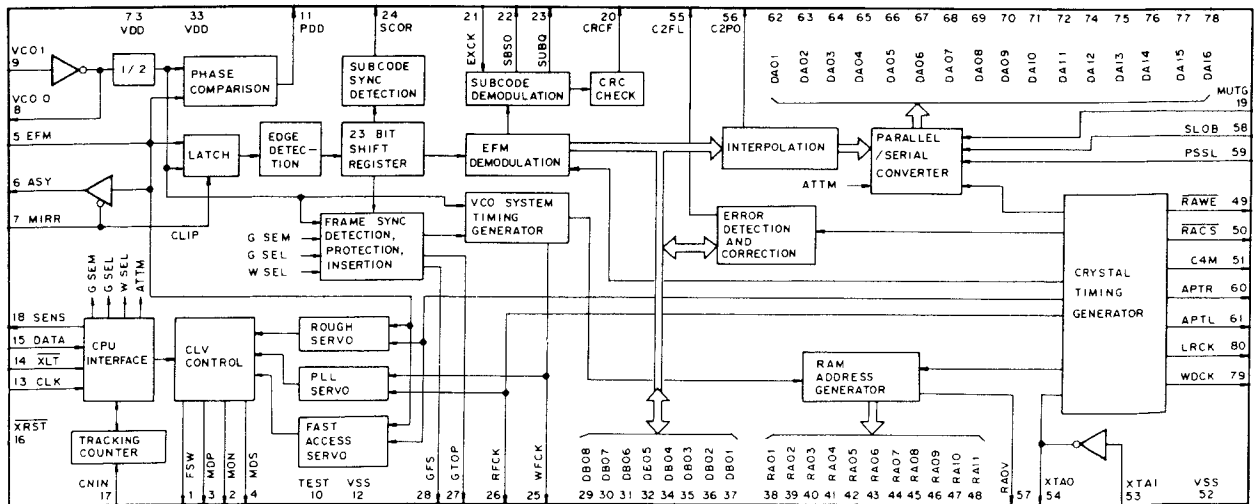 73 33 11 24 21 22 23 20 55 56 62 63 64 65 66 67 68 69 70 71 72 73 74 75 76 77 78
VDD VDD PDD SCOR EXCK SBSO SUBQ CRCF C2FL C2PO
DA01 DA02 DA03 DA04 DA05 DA06 DA07 DA08 DA09 DA10 DA11 DA12 DA13 DA14 DA15 DA16
VCO I
9
1/2
PHASE
COMPARISON
SUBCODE
SYNC
DETECTION
SUBCODE
DEMODULATION
CRC
CHECK
VCO O
8
MUTG
19
5 EFM
LATCH
EDGE
DETEC-
TION
23 BIT
SHIFT
REGISTER
EFM
DEMODULATION
INTERPOLATION
PARALLEL
/SERIAL
CONVERTER
SLOB 58
PSSL 59
6 ASY
ATTM
7 MIRR
CLIP
G SEM
G SEL
W SEL
FRAME SYNC
DETECTION,
PROTECTION,
INSERTION
VCO SYSTEM
TIMING
GENERATOR
ERROR
DETECTION
AND
CORRECTION
CRYSTAL
TIMING
GENERATOR
RAWE 49
RACS 50
C4M 51
APTR 60
APTL 61
LRCK 80
WDCK 79
G SEM
G SEL
W SEL
ATTM
18 SENS
15 DATA
14 XLT
13 CLK
CPU
INTERFACE
CLV
CONTROL
ROUGH
SERVO
PLL
SERVO
FAST
ACCESS
SERVO
RAM
ADDRESS
GENERATOR
XRST
16
TRACKING
COUNTER
CNIN
17
FSW MDP MON MDS
1 3 2 4
TEST VSS
10 12
GFS GTOP RFCK WFCK
28 27 26 25
DB08 DB07 DB06 DE05 DB04 DB03 DB02 DB01
29 30 31 32 34 35 36 37
RA01 RA02 RA03 RA04 RA05 RA06 RA07 RA08 RA09 RA10 RA11
38 39 40 41 42 43 44 45 46 47 48
RAOV
57
XTAO
54
XTAI
53
VSS
52